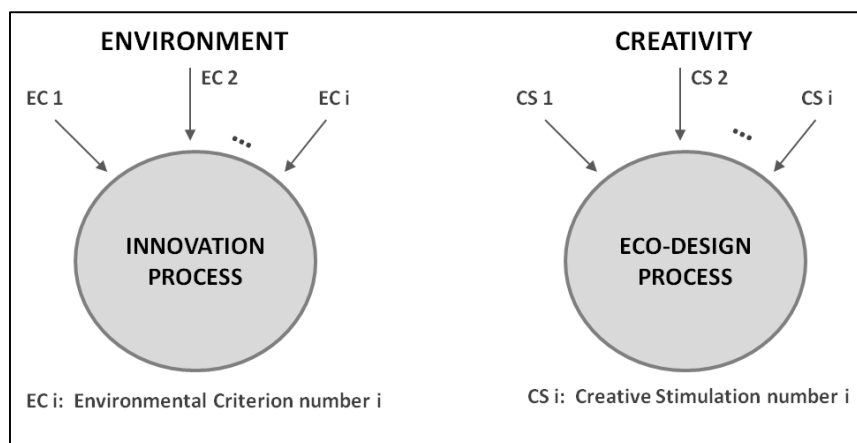 ENVIRONMENT
EC 1
EC 2
EC i
...
INNOVATION
PROCESS
EC i: Environmental Criterion number i
CREATIVITY
CS 1
CS 2
CS i
...
ECO-DESIGN
PROCESS
CS i: Creative Stimulation number i